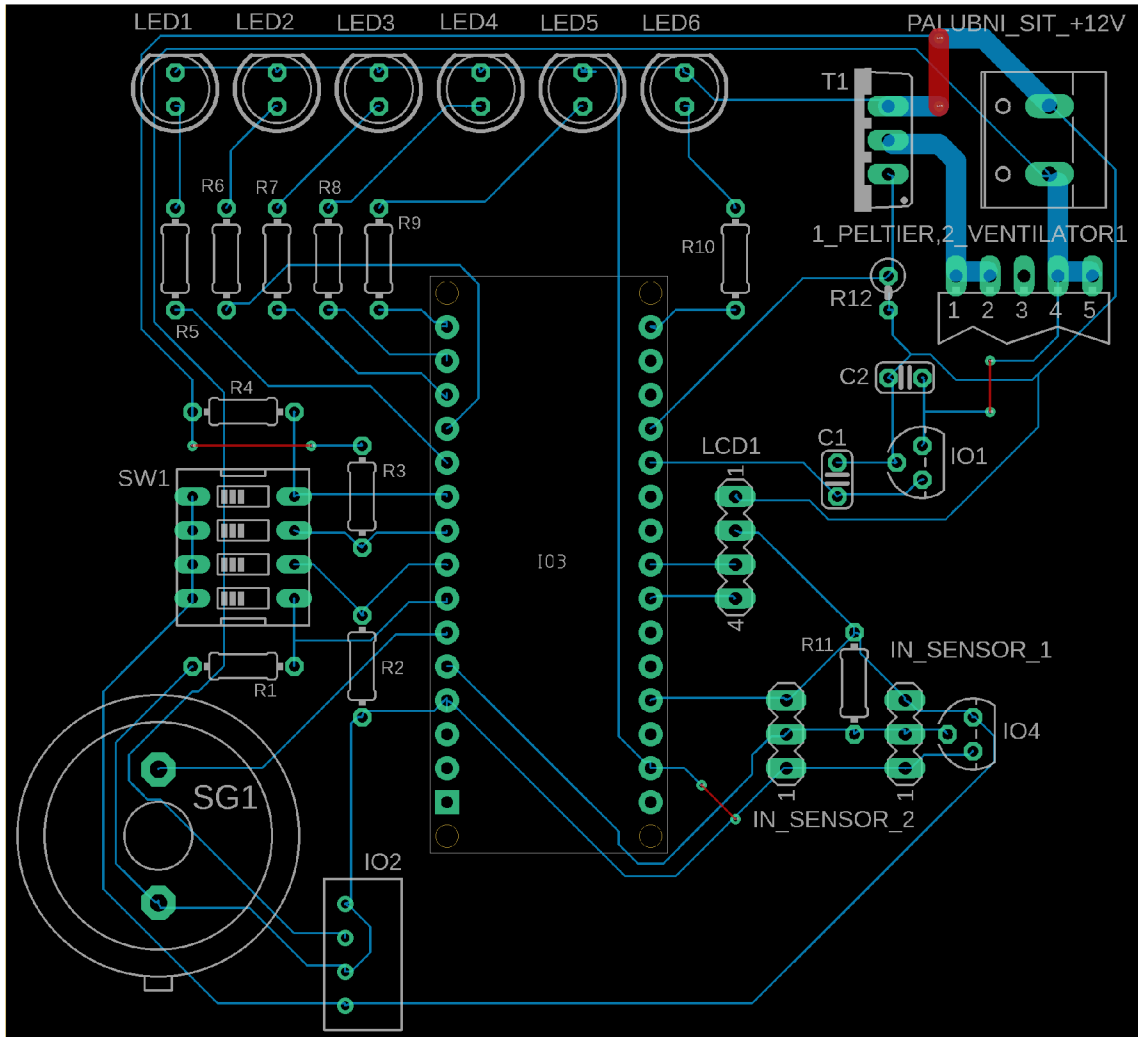 LED1 LED2 LED3 LED4 LED5 LED6 PALUBNI_SIT_+12V
T1
R6 R7 R8 R9 R10
1_PELTIER,2_VENTILATOR1
R12
1 2 3 4 5
R5
R4
C2
SW1
R3
LCD1
1
C1
IO1
I03
4
R11
IN_SENSOR_1
R1
R2
IO4
SG1
1
1
IN_SENSOR_2
IO2